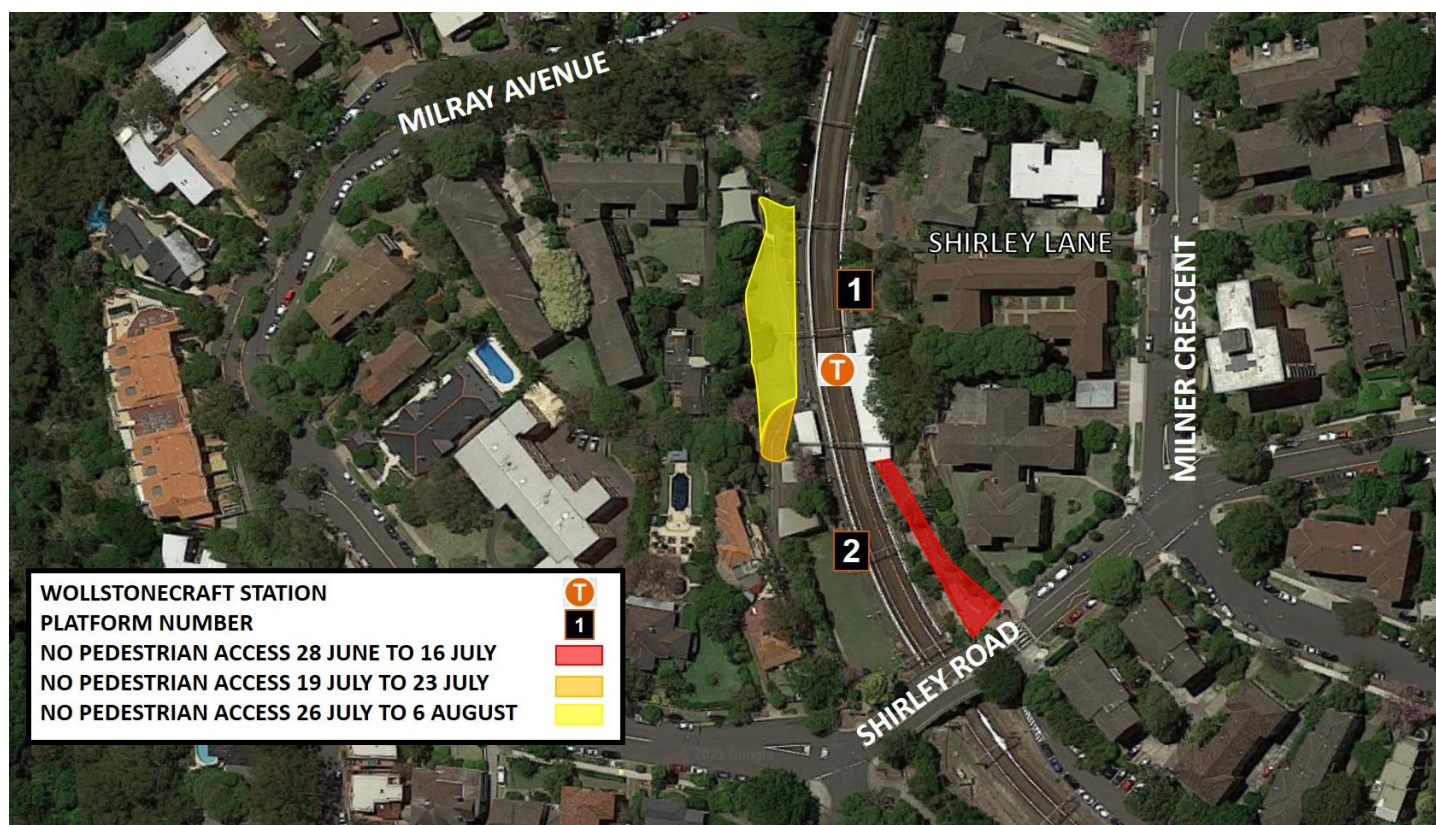 MILRAY AVENUE
SHIRLEY LANE
1
MILNER CRESCENT
T
2
SHIRLEY ROAD
WOLLSTONECRAFT STATION T
PLATFORM NUMBER 1
NO PEDESTRIAN ACCESS 28 JUNE TO 16 JULY
NO PEDESTRIAN ACCESS 19 JULY TO 23 JULY
NO PEDESTRIAN ACCESS 26 JULY TO 6 AUGUST